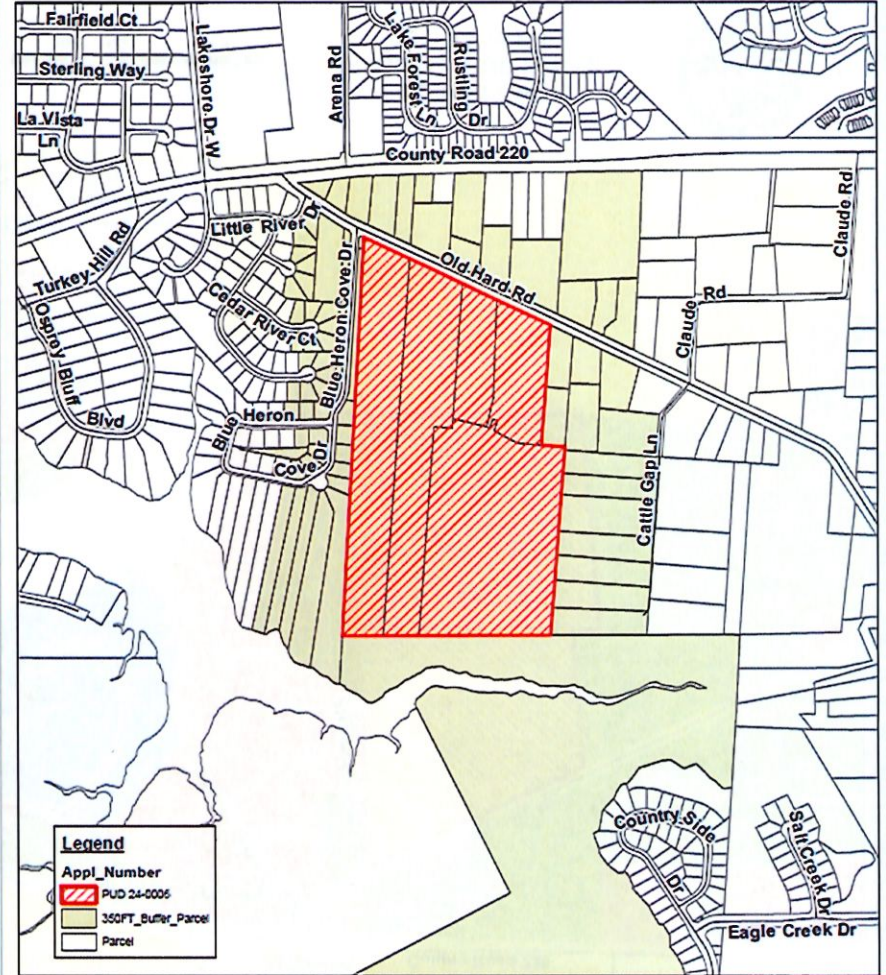 Fairfield Ct
Sterling Way
La Vista
Ln
Lakeshore Dr W
Arena Rd
Lake Forest
Ln
Rustling
Dr
County Road 220
Little River Dr
Turkey Hill Rd
Osprey Bluff
Blvd
Cedar River Ct
Blue Heron Cove Dr
Old Hard Rd
Claude Rd
Claude Rd
Claude
Blue Heron
Cove Dr
Cattle Gap Ln
Country Side
Dr
Salt Creek Dr
Eagle Creek Dr
Legend
Appl_Number
PUD 24-0006
350FT_Buffer_Parcel
Parcel